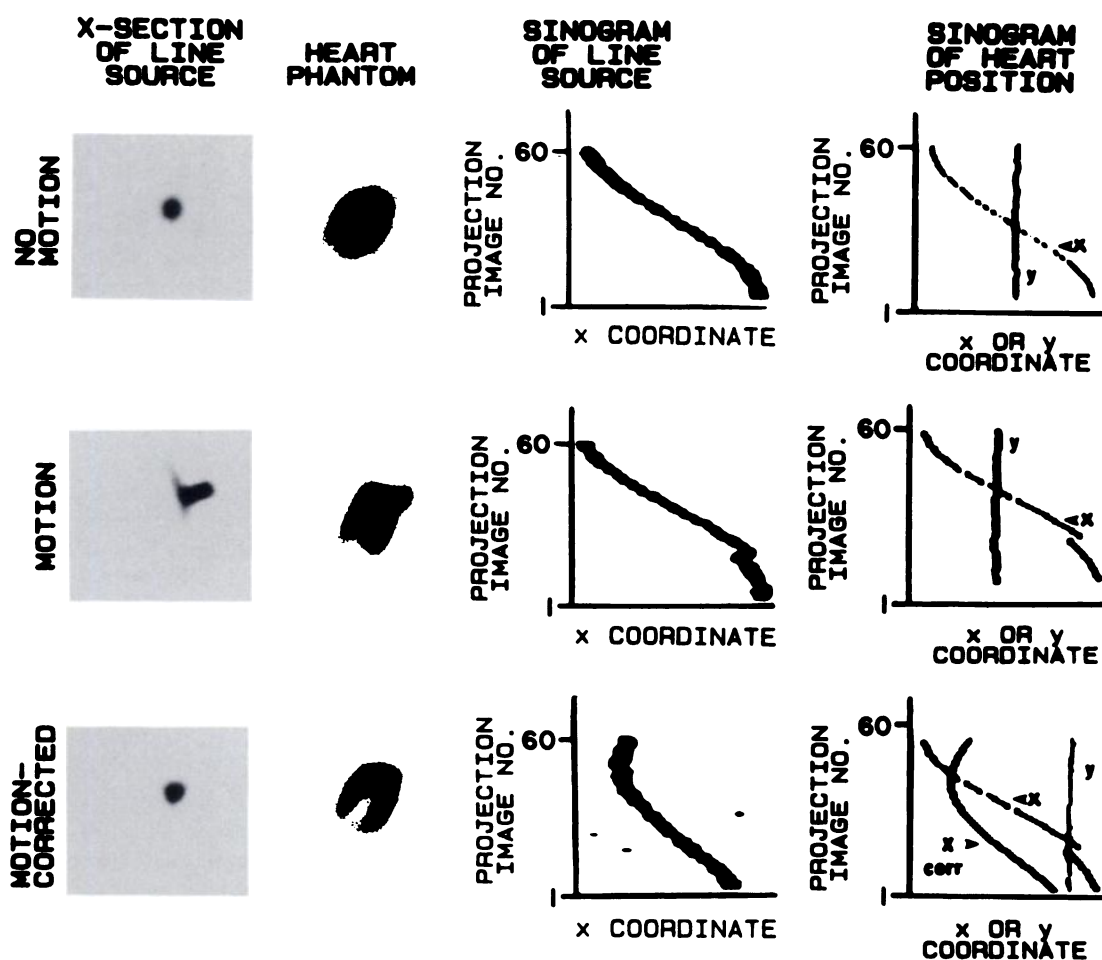 X-SECTION
OF LINE
SOURCE
HEART
PHANTOM
SINOGRAM
OF LINE
SOURCE
SINOGRAM
OF HEART
POSITION
NO
MOTION
PROJECTION
IMAGE NO.
60
1
x COORDINATE
PROJECTION
IMAGE NO.
60
1
x
y
x OR y
COORDINATE
MOTION
PROJECTION
IMAGE NO.
60
1
x COORDINATE
PROJECTION
IMAGE NO.
60
1
y
x
x OR y
COORDINATE
MOTION-
CORRECTED
PROJECTION
IMAGE NO.
60
1
x COORDINATE
PROJECTION
IMAGE NO.
60
1
y
x
x
corr
x OR y
COORDINATE